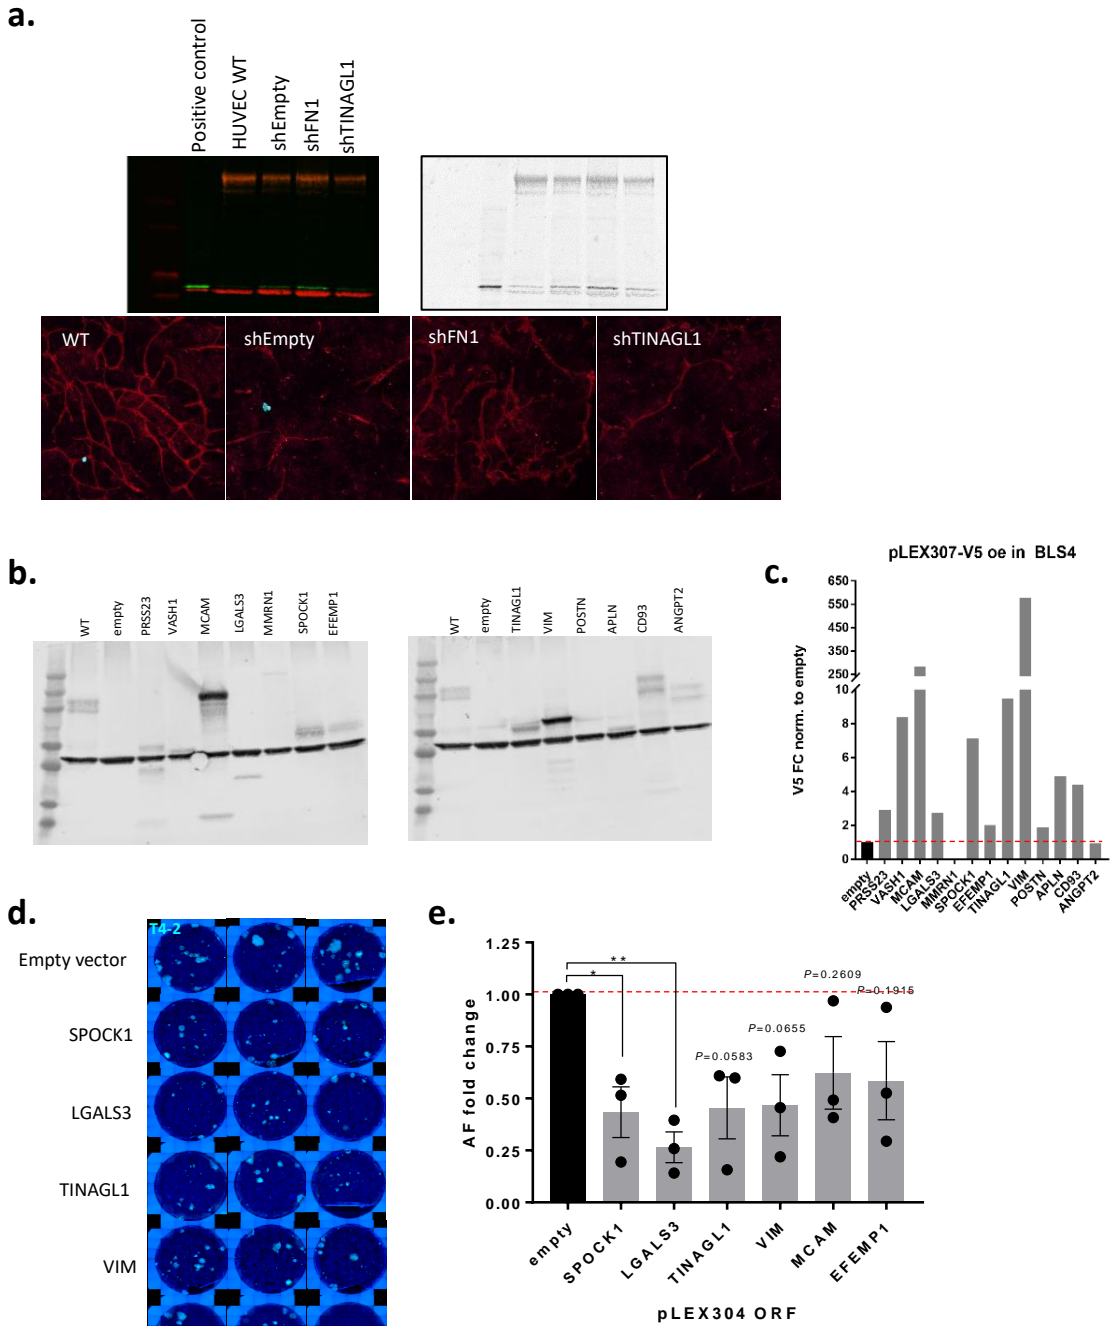 a.
Positive control
HUVEC WT
shEmpty
shFN1
shTINAGL1
WT
shEmpty
shFN1
shTINAGL1
b.
WT
empty
PRSS23
VASH1
MCAM
LGALS3
MMRN1
SPOCK1
EFEMP1
WT
empty
TINAGL1
VIM
POSTN
APLN
CD93
ANGPT2
c.
pLEX307-V5 oe in BLS4
V5 FC norm. to empty
650
550
450
350
250
10
8
6
4
2
0
empty
PRSS23
VASH1
MCAM
LGALS3
MMRN1
SPOCK1
EFEMP1
TINAGL1
VIM
POSTN
APLN
CD93
ANGPT2
d.
T4-2
Empty vector
SPOCK1
LGALS3
TINAGL1
VIM
e.
AF fold change
1.25
1.00
0.75
0.50
0.25
0.00
*
**
P=0.0583
P=0.0655
P=0.2609
P=0.1915
empty
SPOCK1
LGALS3
TINAGL1
VIM
MCAM
EFEMP1
pLEX304 ORF